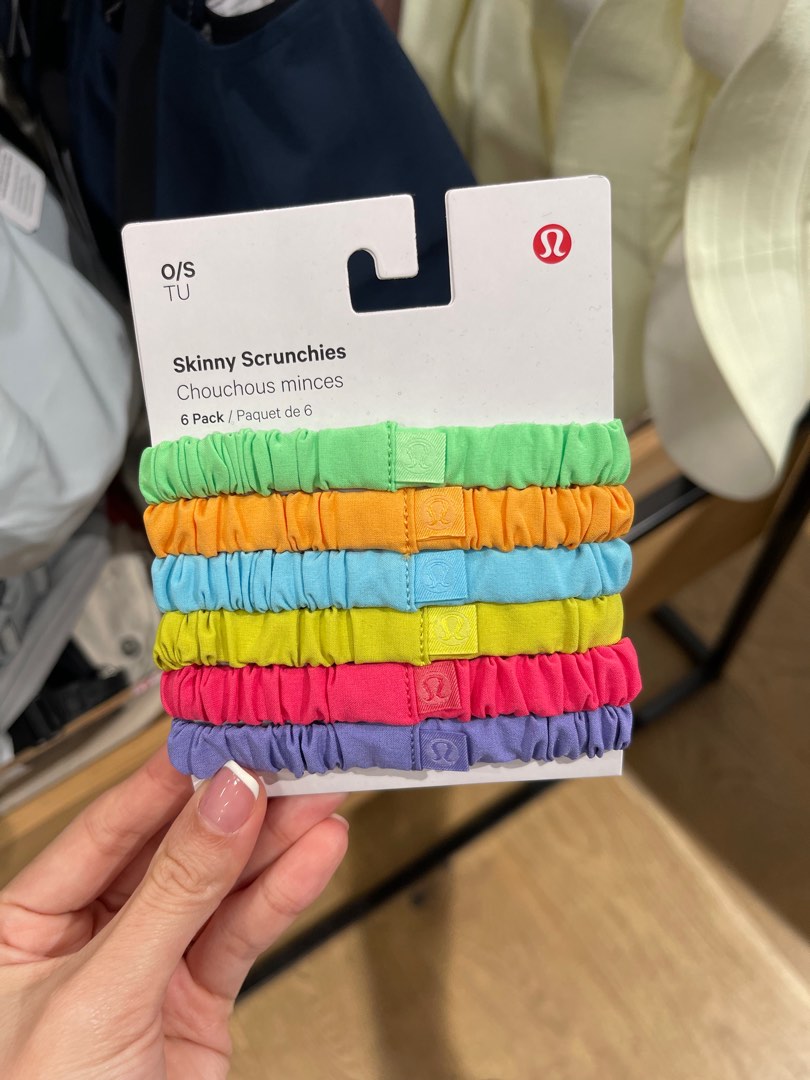 O/S
TU
Skinny Scrunchies
Chouchous minces
6 Pack / Paquet de 6